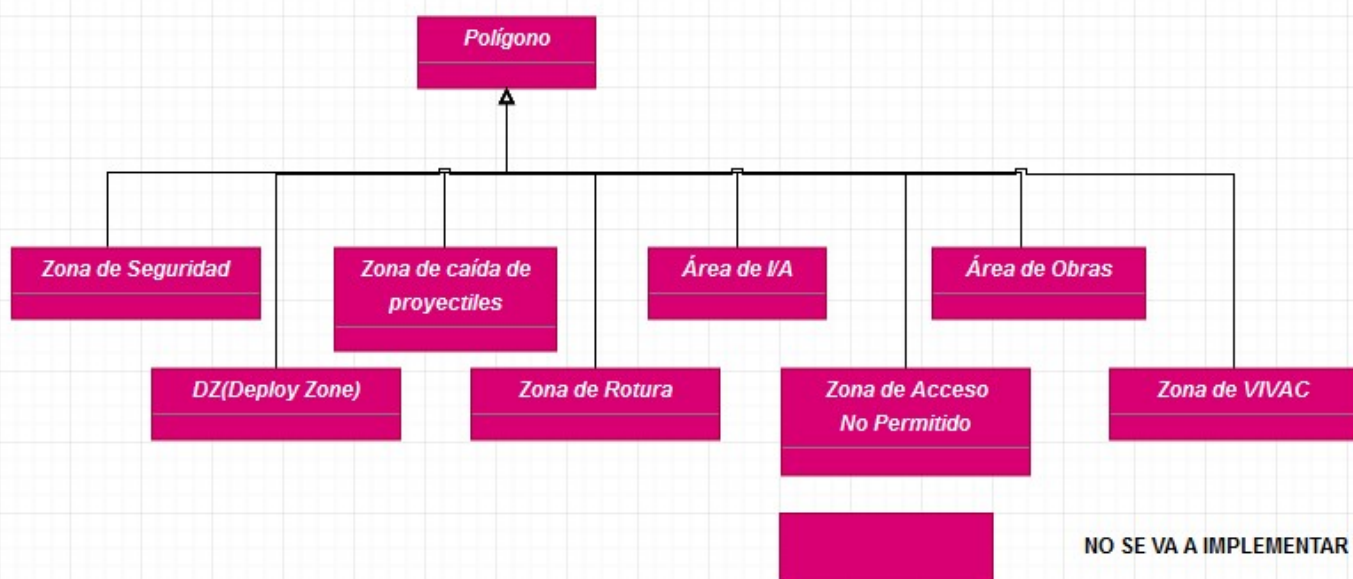 Polígono
Zona de Seguridad
Zona de caída de
proyectiles
Área de I/A
Área de Obras
DZ(Deploy Zone)
Zona de Rotura
Zona de Acceso
No Permitido
Zona de VIVAC
NO SE VA A IMPLEMENTAR